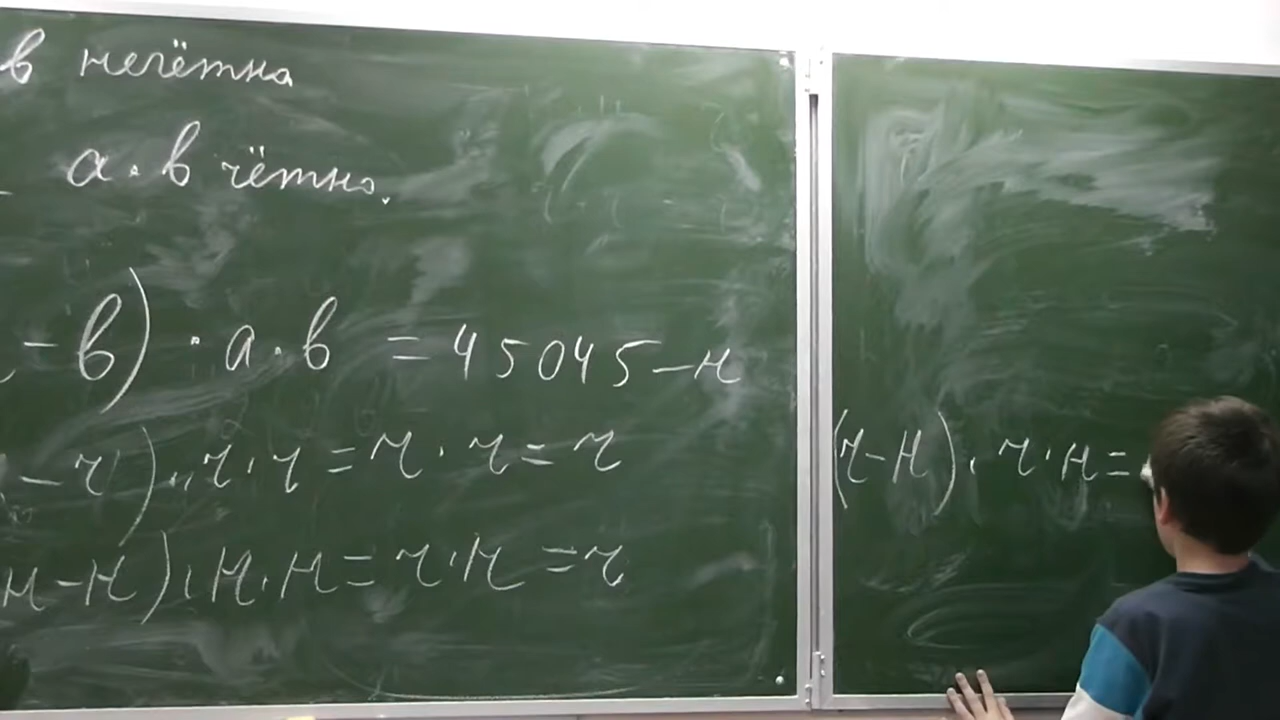 в нечётна
а · в чётно.
- в) · а · в = 45045 - н
- ч) · ч · ч = ч · ч = ч
н - н) · н · н = ч · н = ч
(ч - н) · ч · н =